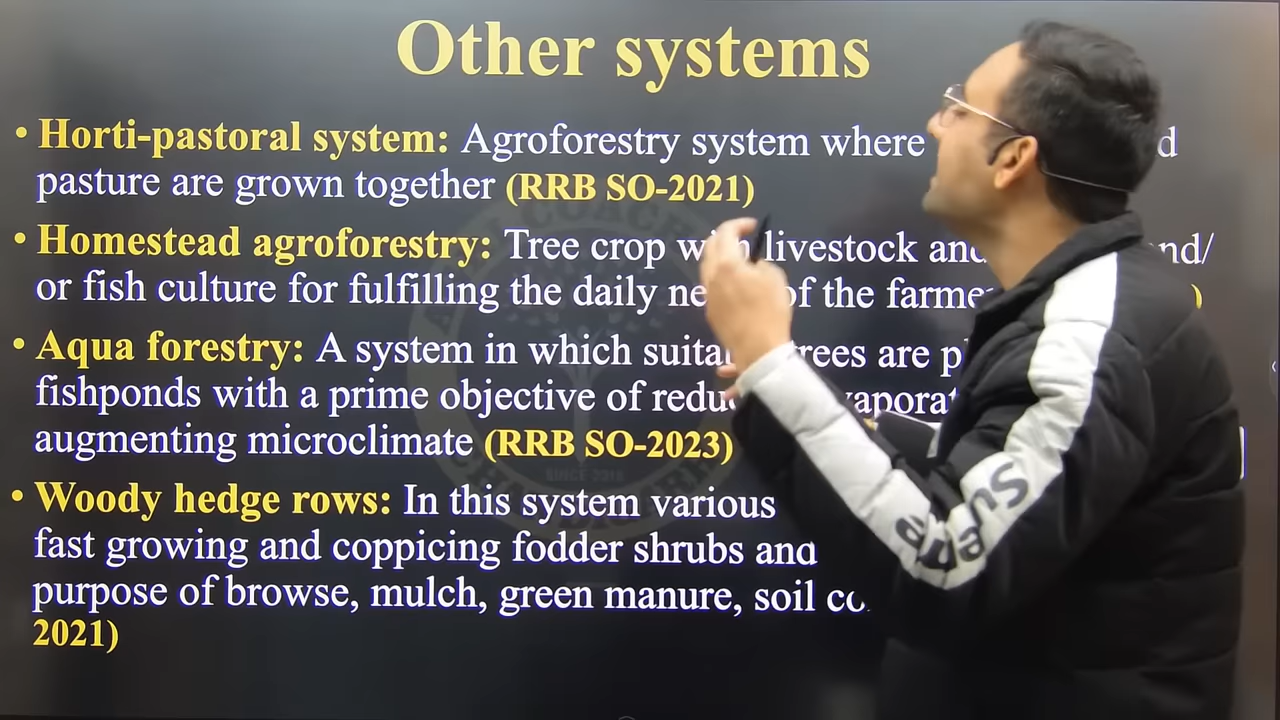 Other systems
• Horti-pastoral system: Agroforestry system where
pasture are grown together (RRB SO-2021)
• Homestead agroforestry: Tree crop with livestock and
or fish culture for fulfilling the daily of the
• Aqua forestry: A system in which trees are
fishponds with a prime objective of
augmenting microclimate (RRB SO-2023)
• Woody hedge rows: In this system various
fast growing and coppicing fodder shrubs and
purpose of browse, mulch, green manure, soil
2021)
SINCE